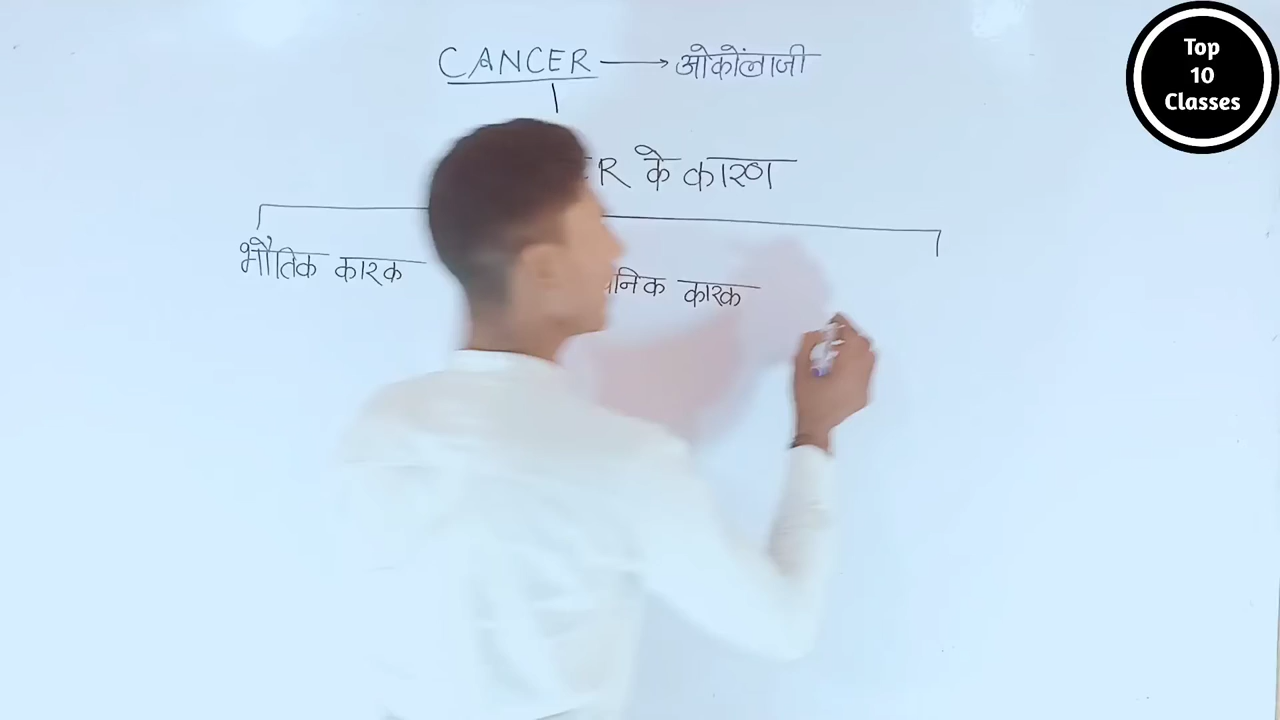 CANCER → ओकोंलाजी
R के कारण
भौतिक कारक
निक कारक
Top
10
Classes